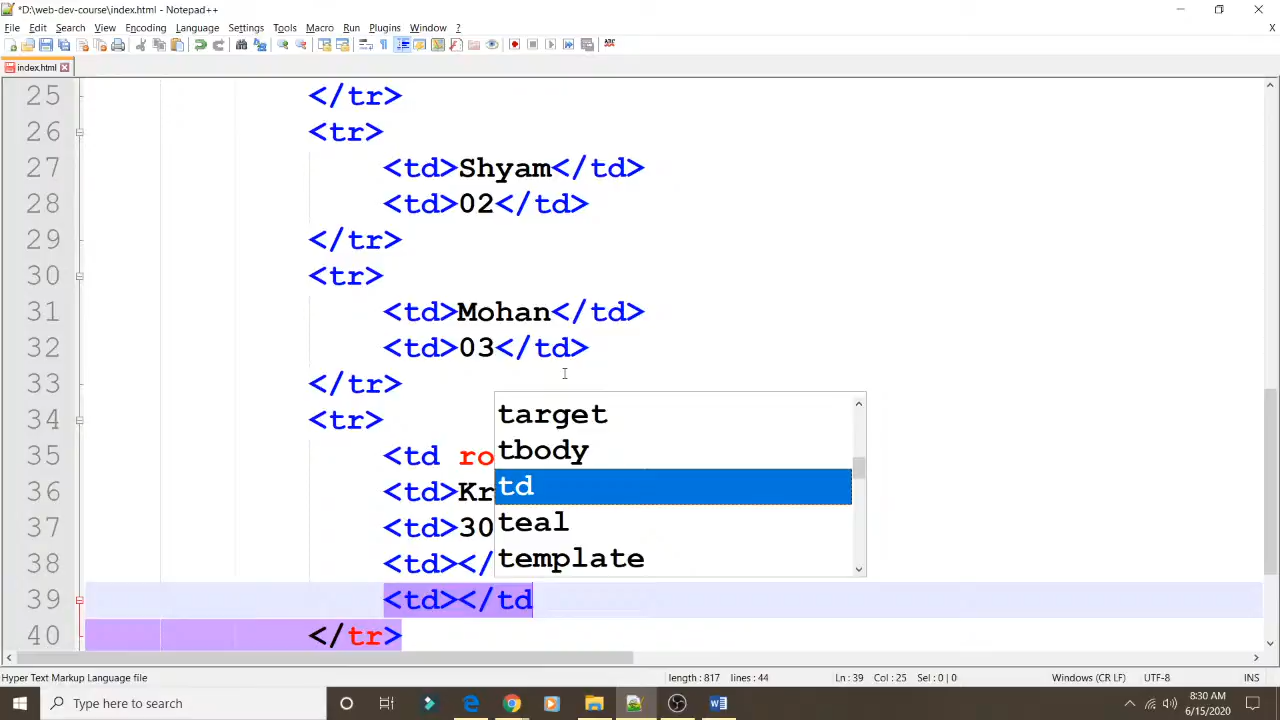 *D:\web-dev-course\index.html - Notepad++
File Edit Search View Encoding Language Settings Tools Macro Run Plugins Window ? X
index.html
25 </tr>
26 <tr>
27 <td>Shyam</td>
28 <td>02</td>
29 </tr>
30 <tr>
31 <td>Mohan</td>
32 <td>03</td>
33 </tr>
34 <tr>
35 <td ro
36 <td>Kr
37 <td>30
38 <td></
39 <td></td
40 </tr>
target
tbody
td
teal
template
Hyper Text Markup Language file length : 817 lines : 44 Ln : 39 Col : 25 Sel : 0 | 0 Windows (CR LF) UTF-8 INS
Type here to search
8:30 AM
6/15/2020